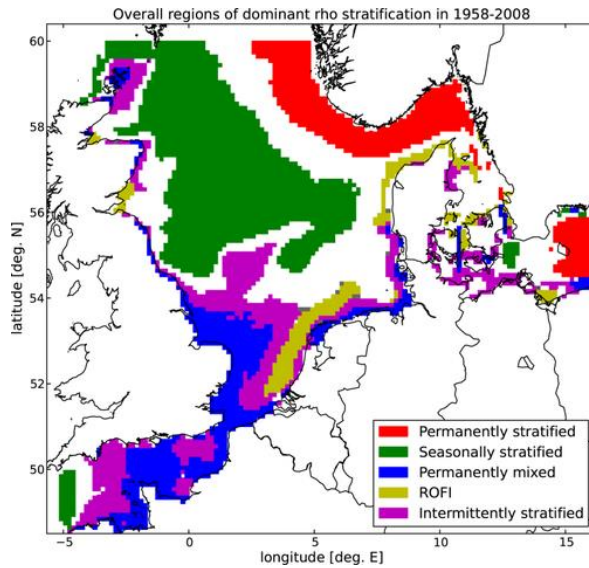 Overall regions of dominant rho stratification in 1958-2008
60
58
56
54
52
50
latitude [deg. N]
Permanently stratified
Seasonally stratified
Permanently mixed
ROFI
Intermittently stratified
-5 0 5 10 15
longitude [deg. E]